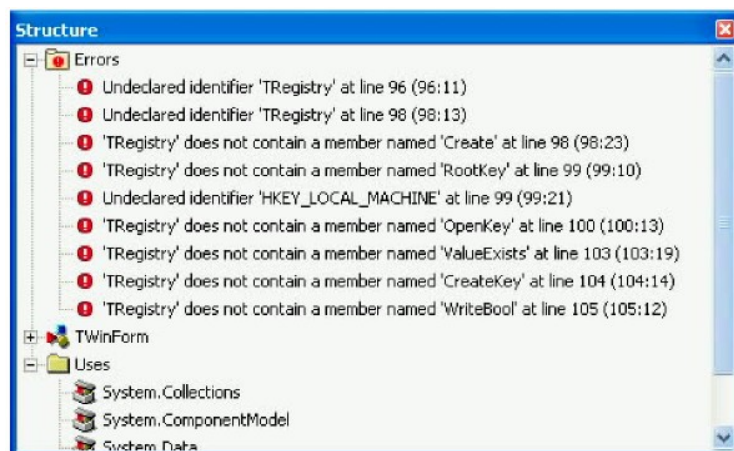 Structure
Errors
Undeclared identifier 'TRegistry' at line 96 (96:11)
Undeclared identifier 'TRegistry' at line 98 (98:13)
'TRegistry' does not contain a member named 'Create' at line 98 (98:23)
'TRegistry' does not contain a member named 'RootKey' at line 99 (99:10)
Undeclared identifier 'HKEY_LOCAL_MACHINE' at line 99 (99:21)
'TRegistry' does not contain a member named 'OpenKey' at line 100 (100:13)
'TRegistry' does not contain a member named 'ValueExists' at line 103 (103:19)
'TRegistry' does not contain a member named 'CreateKey' at line 104 (104:14)
'TRegistry' does not contain a member named 'WriteBool' at line 105 (105:12)
TWinForm
Uses
System.Collections
System.ComponentModel
System.Data